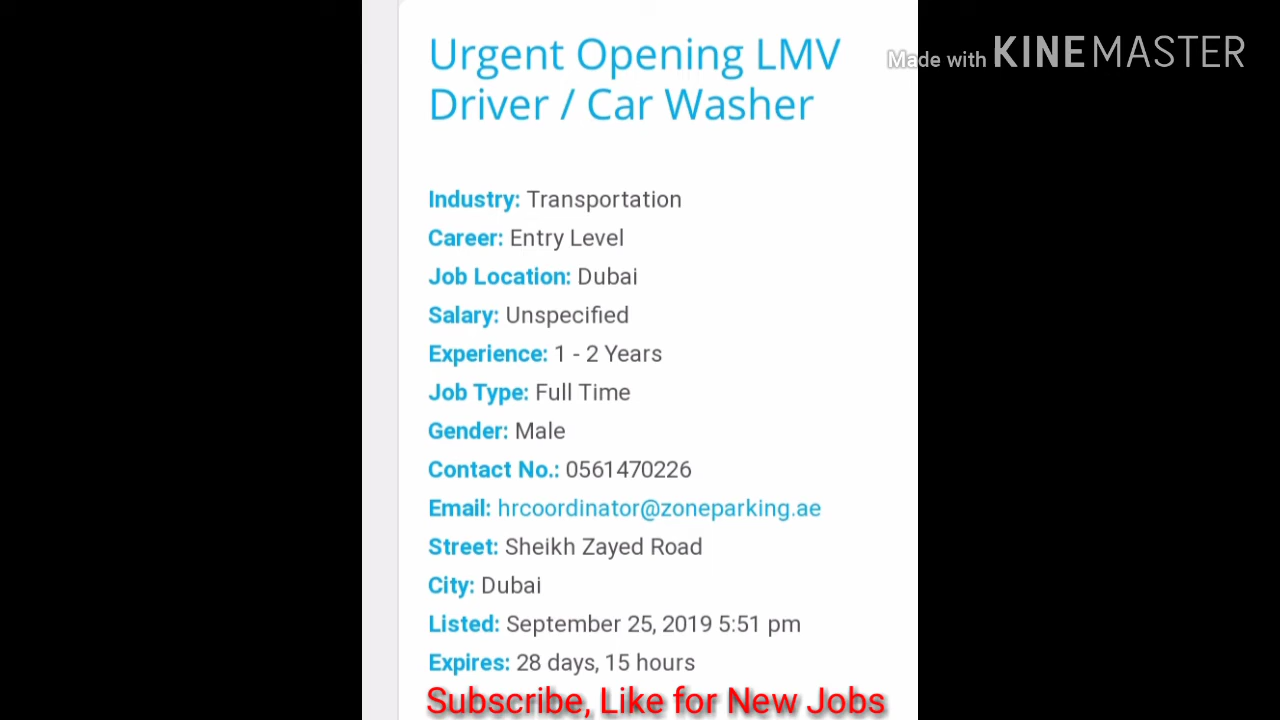 Urgent Opening LMV
Driver / Car Washer
Made with KINEMASTER
Industry: Transportation
Career: Entry Level
Job Location: Dubai
Salary: Unspecified
Experience: 1 - 2 Years
Job Type: Full Time
Gender: Male
Contact No.: 0561470226
Email: hrcoordinator@zoneparking.ae
Street: Sheikh Zayed Road
City: Dubai
Listed: September 25, 2019 5:51 pm
Expires: 28 days, 15 hours
Subscribe, Like for New Jobs